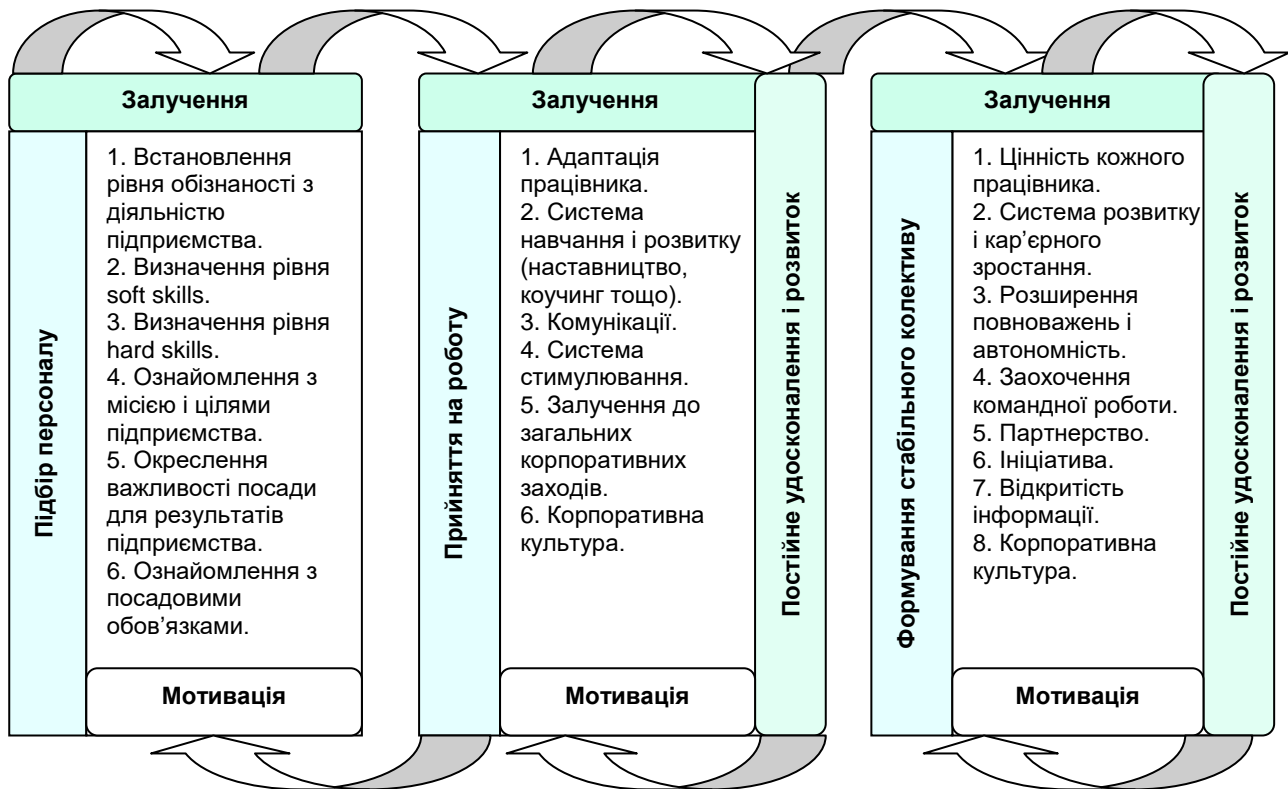 Залучення
Підбір персоналу
1. Встановлення
рівня обізнаності з
діяльністю
підприємства.
2. Визначення рівня
soft skills.
3. Визначення рівня
hard skills.
4. Ознайомлення з
місією і цілями
підприємства.
5. Окреслення
важливості посади
для результатів
підприємства.
6. Ознайомлення з
посадовими
обов’язками.
Мотивація
Залучення
Прийняття на роботу
1. Адаптація
працівника.
2. Система
навчання і розвитку
(наставництво,
коучинг тощо).
3. Комунікації.
4. Система
стимулювання.
5. Залучення до
загальних
корпоративних
заходів.
6. Корпоративна
культура.
Мотивація
Постійне удосконалення і розвиток
Залучення
Формування стабільного колективу
1. Цінність кожного
працівника.
2. Система розвитку
і кар’єрного
зростання.
3. Розширення
повноважень і
автономність.
4. Заохочення
командної роботи.
5. Партнерство.
6. Ініціатива.
7. Відкритість
інформації.
8. Корпоративна
культура.
Мотивація
Постійне удосконалення і розвиток